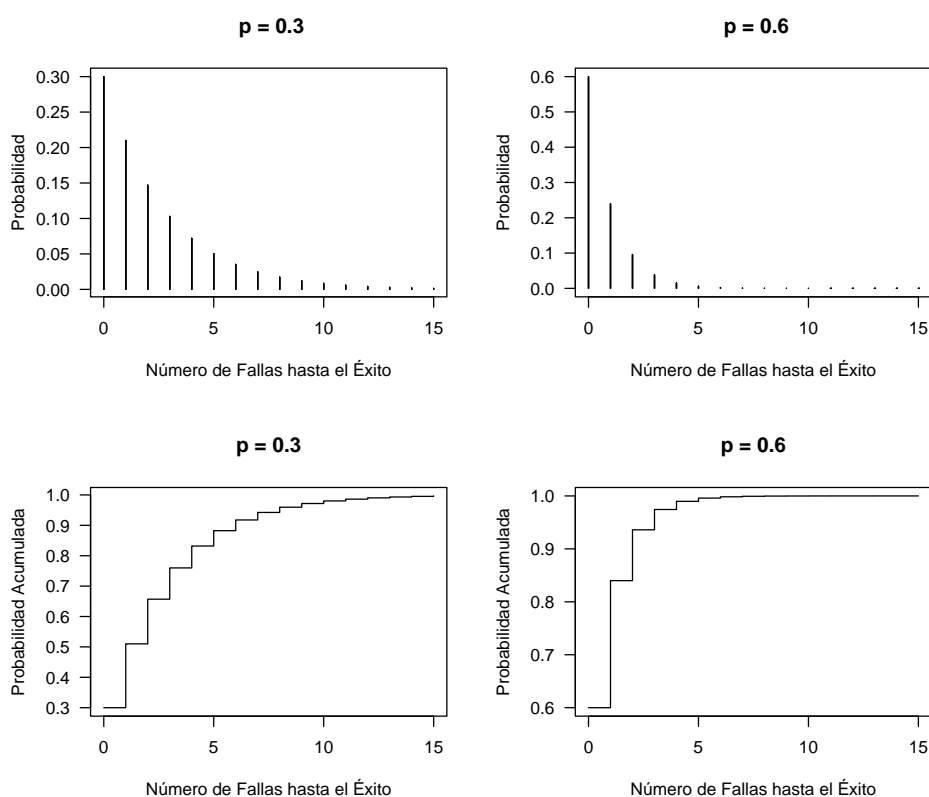 p = 0.3
0.30
0.25
0.20
0.15
0.10
0.05
0.00
Probabilidad
0 5 10 15
Número de Fallas hasta el Éxito
p = 0.6
0.6
0.5
0.4
0.3
0.2
0.1
0.0
Probabilidad
0 5 10 15
Número de Fallas hasta el Éxito
p = 0.3
1.0
0.9
0.8
0.7
0.6
0.5
0.4
0.3
Probabilidad Acumulada
0 5 10 15
Número de Fallas hasta el Éxito
p = 0.6
1.0
0.9
0.8
0.7
0.6
Probabilidad Acumulada
0 5 10 15
Número de Fallas hasta el Éxito